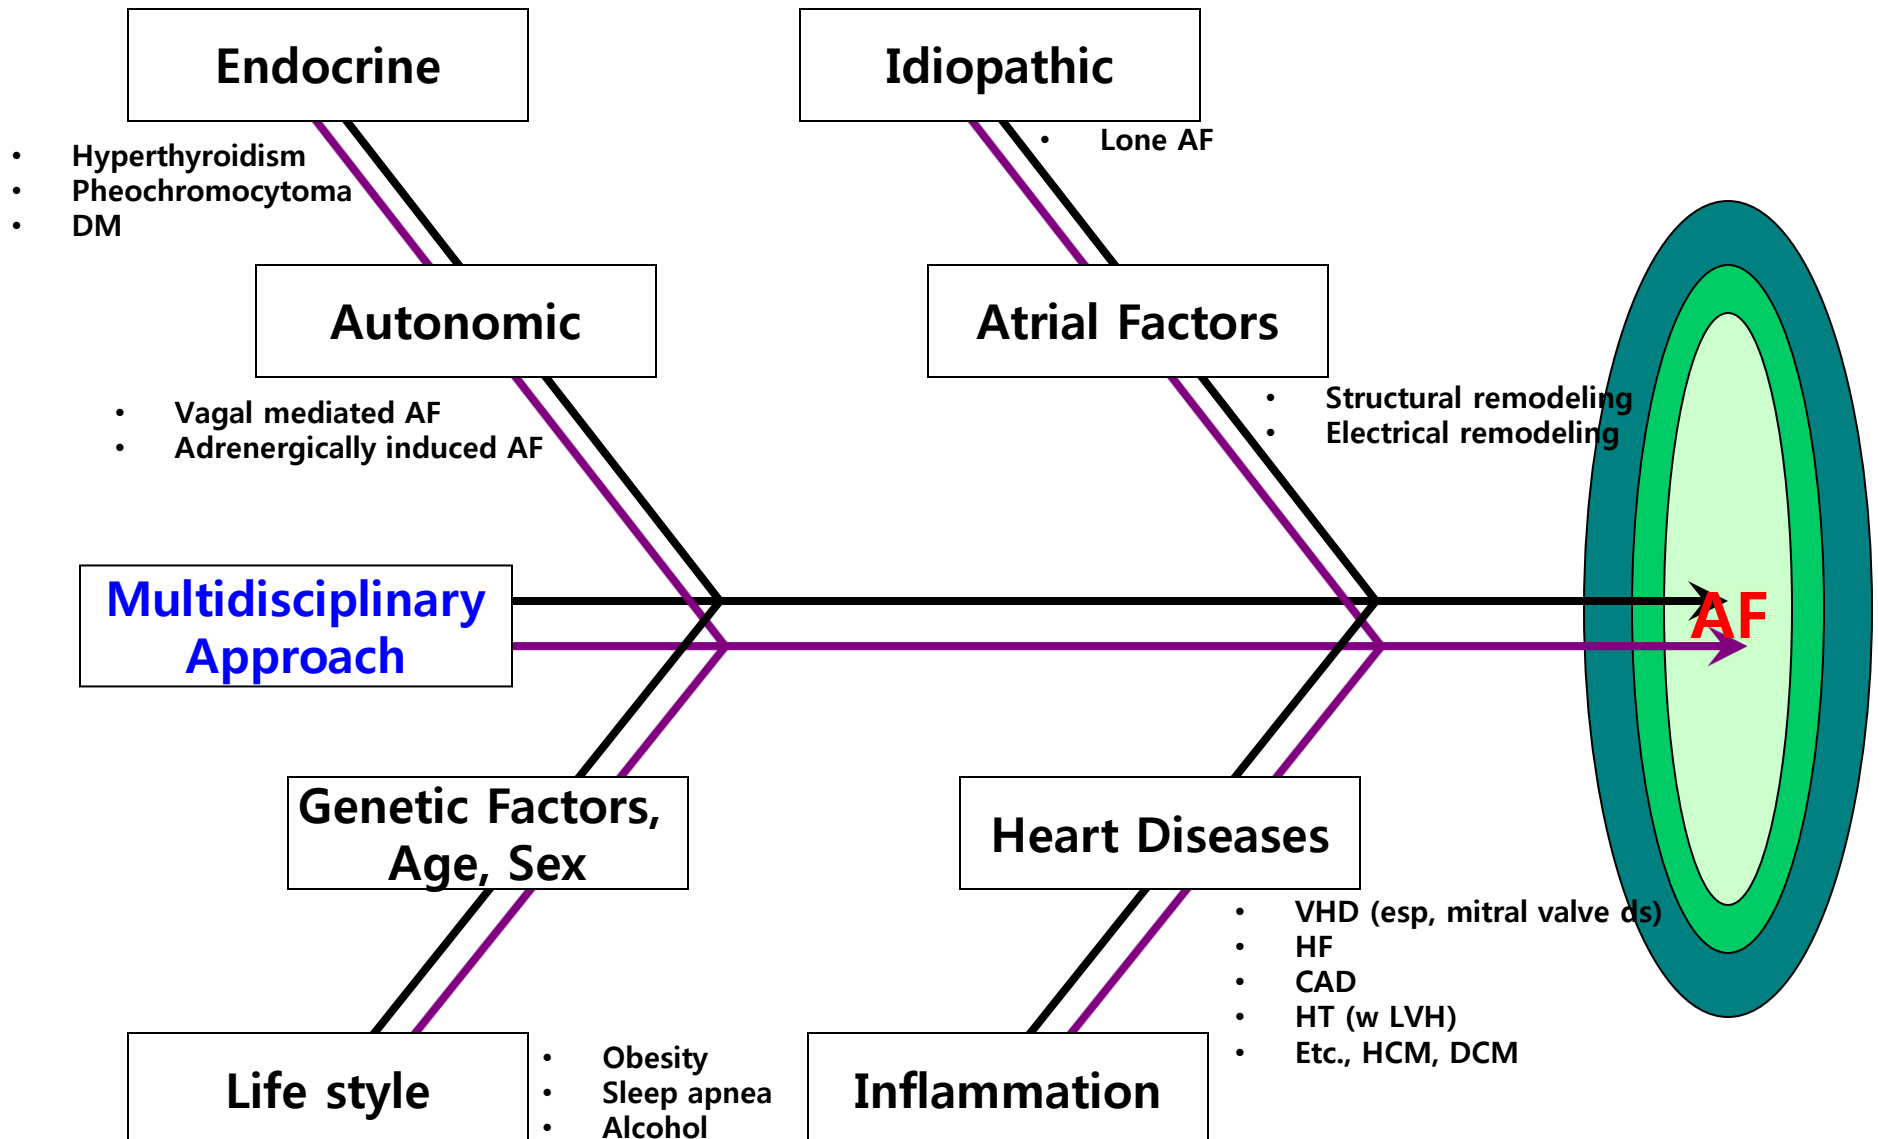 Endocrine
• Hyperthyroidism
• Pheochromocytoma
• DM
Idiopathic
• Lone AF
Autonomic
• Vagal mediated AF
• Adrenergically induced AF
Atrial Factors
• Structural remodeling
• Electrical remodeling
Multidisciplinary
Approach
AF
Genetic Factors,
Age, Sex
Heart Diseases
• VHD (esp, mitral valve ds)
• HF
• CAD
• HT (w LVH)
• Etc., HCM, DCM
Life style
• Obesity
• Sleep apnea
• Alcohol
Inflammation